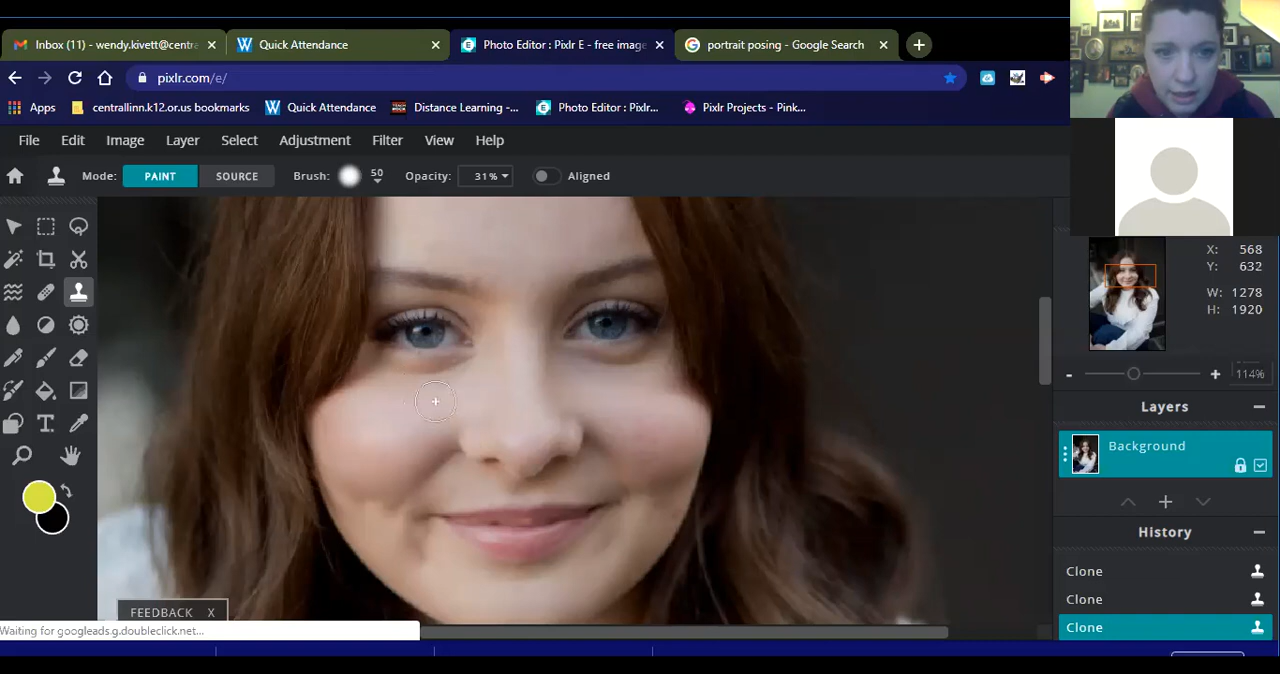 Inbox (11) - wendy.kivett@centra
Quick Attendance
Photo Editor : Pixlr E - free image
portrait posing - Google Search
pixlr.com/e/
Apps
centrallinn.k12.or.us bookmarks
Quick Attendance
Distance Learning -...
Photo Editor : Pixlr...
Pixlr Projects - Pink...
File Edit Image Layer Select Adjustment Filter View Help
Mode: PAINT SOURCE Brush: 50 Opacity: 31% Aligned
X: 568
Y: 632
W: 1278
H: 1920
114%
Layers
Background
History
Clone
Clone
Clone
FEEDBACK X
Waiting for googleads.g.doubleclick.net...